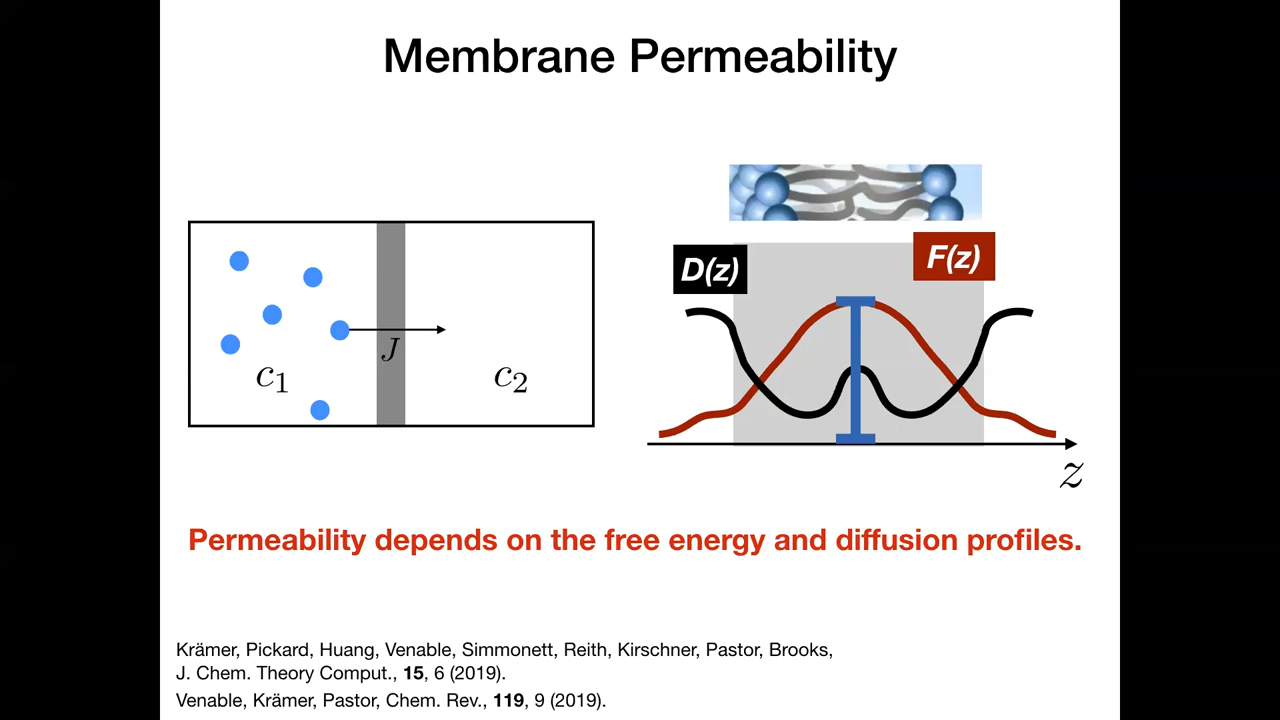 Membrane Permeability
D(z)
F(z)
J
c₁
c₂
z
Permeability depends on the free energy and diffusion profiles.
Krämer, Pickard, Huang, Venable, Simmonett, Reith, Kirschner, Pastor, Brooks,
J. Chem. Theory Comput., 15, 6 (2019).
Venable, Krämer, Pastor, Chem. Rev., 119, 9 (2019).